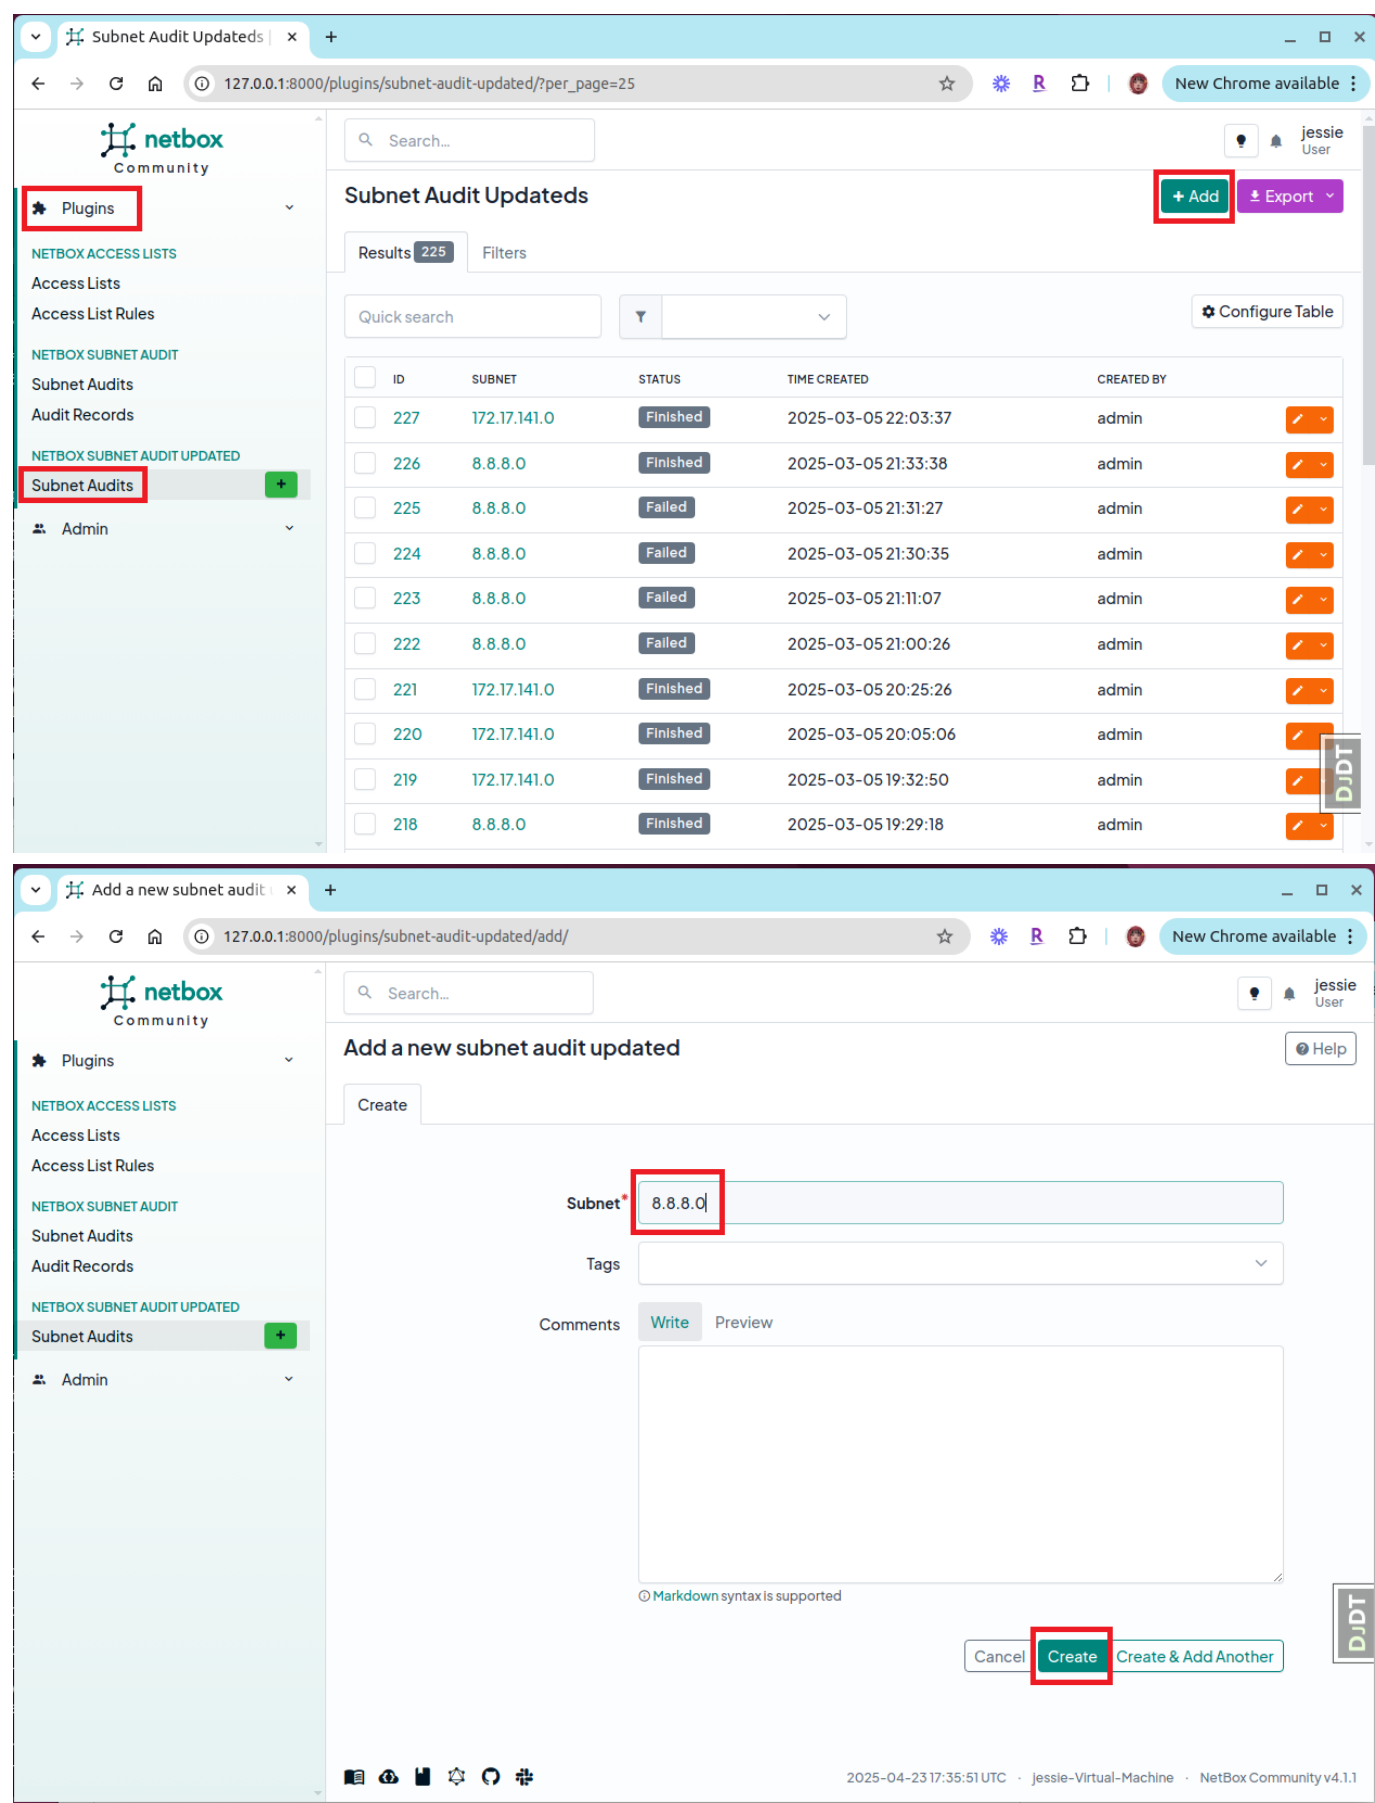 Subnet Audit Updateds |
127.0.0.1:8000/plugins/subnet-audit-updated/?per_page=25
R
New Chrome available
netbox
Community
Search...
jessie
User
Plugins
Subnet Audit Updateds
+ Add
Export
NETBOX ACCESS LISTS
Results 225
Filters
Access Lists
Access List Rules
Quick search
Configure Table
NETBOX SUBNET AUDIT
Subnet Audits
Audit Records
NETBOX SUBNET AUDIT UPDATED
Subnet Audits
+
Admin
ID SUBNET STATUS TIME CREATED CREATED BY
227 172.17.141.0 Finished 2025-03-05 22:03:37 admin
226 8.8.8.0 Finished 2025-03-05 21:33:38 admin
225 8.8.8.0 Failed 2025-03-05 21:31:27 admin
224 8.8.8.0 Failed 2025-03-05 21:30:35 admin
223 8.8.8.0 Failed 2025-03-05 21:11:07 admin
222 8.8.8.0 Failed 2025-03-05 21:00:26 admin
221 172.17.141.0 Finished 2025-03-05 20:25:26 admin
220 172.17.141.0 Finished 2025-03-05 20:05:06 admin
219 172.17.141.0 Finished 2025-03-05 19:32:50 admin
218 8.8.8.0 Finished 2025-03-05 19:29:18 admin
DJDT
Add a new subnet audit
127.0.0.1:8000/plugins/subnet-audit-updated/add/
R
New Chrome available
netbox
Community
Search...
jessie
User
Plugins
Add a new subnet audit updated
Help
NETBOX ACCESS LISTS
Access Lists
Access List Rules
NETBOX SUBNET AUDIT
Subnet Audits
Audit Records
NETBOX SUBNET AUDIT UPDATED
Subnet Audits
+
Admin
Create
Subnet* 8.8.8.0
Tags
Comments
Write
Preview
Markdown syntax is supported
DJDT
Cancel
Create
Create & Add Another
2025-04-23 17:35:51 UTC · jessie-Virtual-Machine · NetBox Community v4.1.1